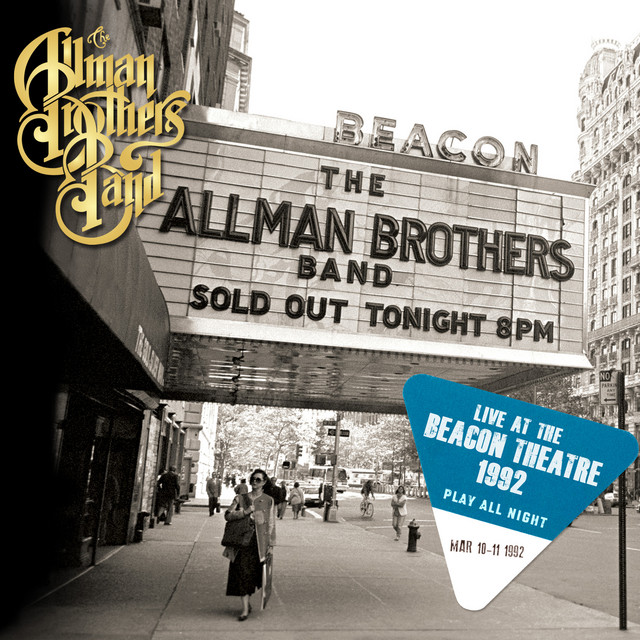 The
Allman
Brothers
Band
BEACON
THE
ALLMAN BROTHERS
BAND
SOLD OUT TONIGHT 8PM
LIVE AT THE
BEACON THEATRE
1992
PLAY ALL NIGHT
MAR 10-11 1992